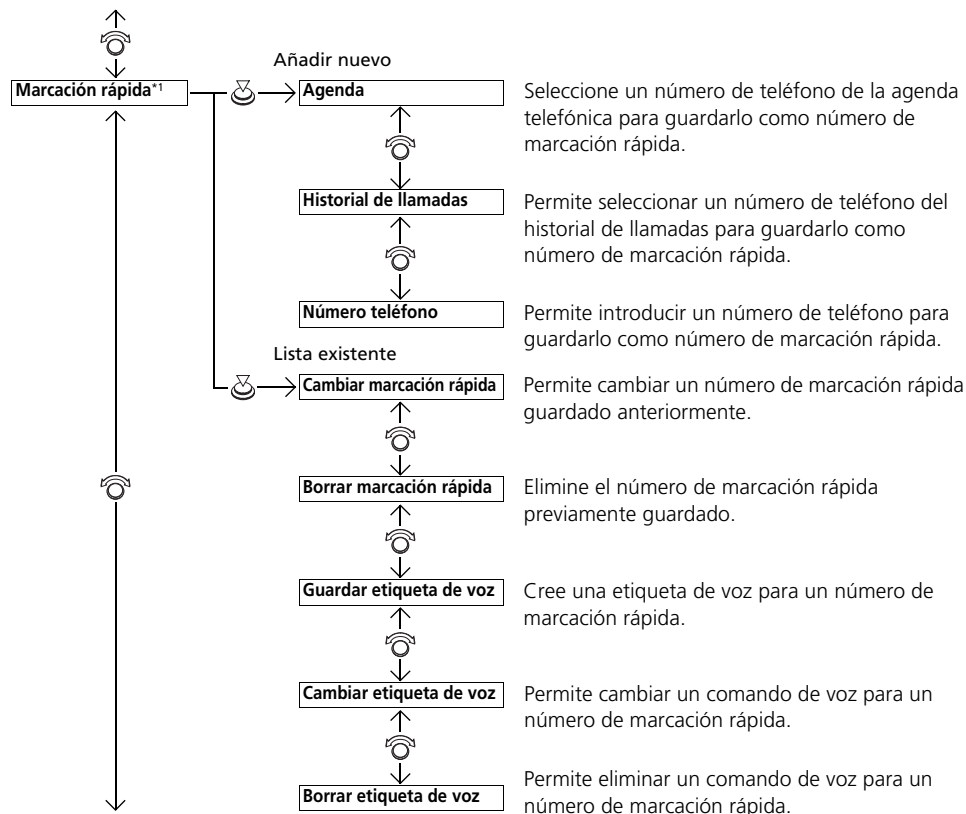 Añadir nuevo
Marcación rápida*1
Agenda
Seleccione un número de teléfono de la agenda
telefónica para guardarlo como número de
marcación rápida.
Historial de llamadas
Permite seleccionar un número de teléfono del
historial de llamadas para guardarlo como
número de marcación rápida.
Número teléfono
Permite introducir un número de teléfono para
guardarlo como número de marcación rápida.
Lista existente
Cambiar marcación rápida
Permite cambiar un número de marcación rápida
guardado anteriormente.
Borrar marcación rápida
Elimine el número de marcación rápida
previamente guardado.
Guardar etiqueta de voz
Cree una etiqueta de voz para un número de
marcación rápida.
Cambiar etiqueta de voz
Permite cambiar un comando de voz para un
número de marcación rápida.
Borrar etiqueta de voz
Permite eliminar un comando de voz para un
número de marcación rápida.